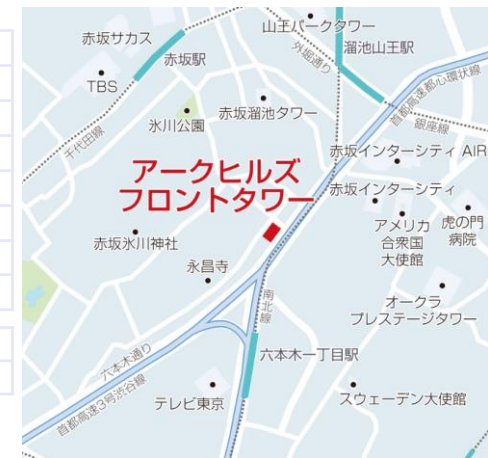 山王パークタワー
赤坂サカス
溜池山王駅
赤坂駅
外堀通り
TBS
首都高速都心環状線
赤坂溜池タワー
氷川公園
銀座線
千代田線
赤坂インターシティ AIR
アークヒルズ
フロントタワー
赤坂インターシティ
アメリカ
合衆国
大使館
虎の門
病院
赤坂氷川神社
永昌寺
南北線
オークラ
プレステージタワー
六本木通り
六本木一丁目駅
首都高速3号渋谷線
テレビ東京
スウェーデン大使館